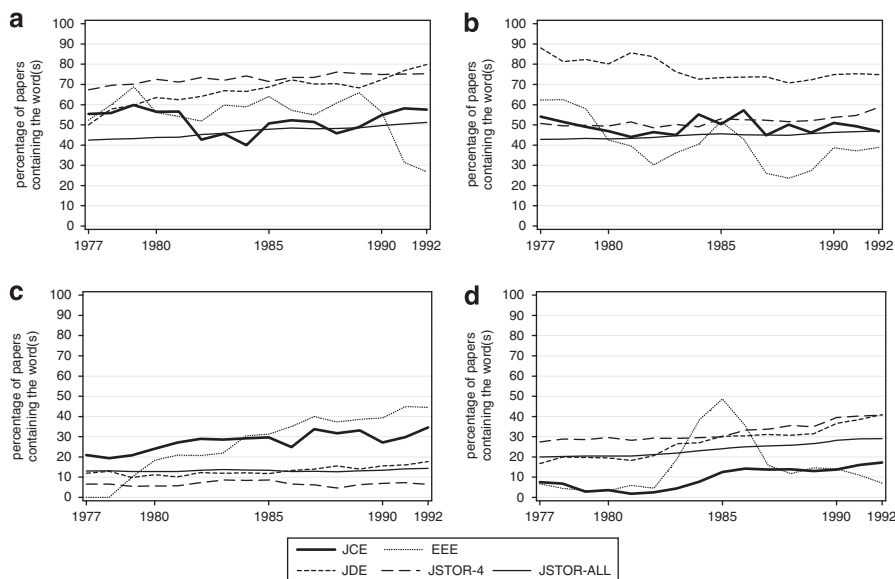 a
percentage of papers
containing the word(s)
100
90
80
70
60
50
40
30
20
10
0
1977 1980 1985 1990 1992
b
percentage of papers
containing the word(s)
100
90
80
70
60
50
40
30
20
10
0
1977 1980 1985 1990 1992
c
percentage of papers
containing the word(s)
100
90
80
70
60
50
40
30
20
10
0
1977 1980 1985 1990 1992
d
percentage of papers
containing the word(s)
100
90
80
70
60
50
40
30
20
10
0
1977 1980 1985 1990 1992
JCE EEE
JDE JSTOR-4 JSTOR-ALL